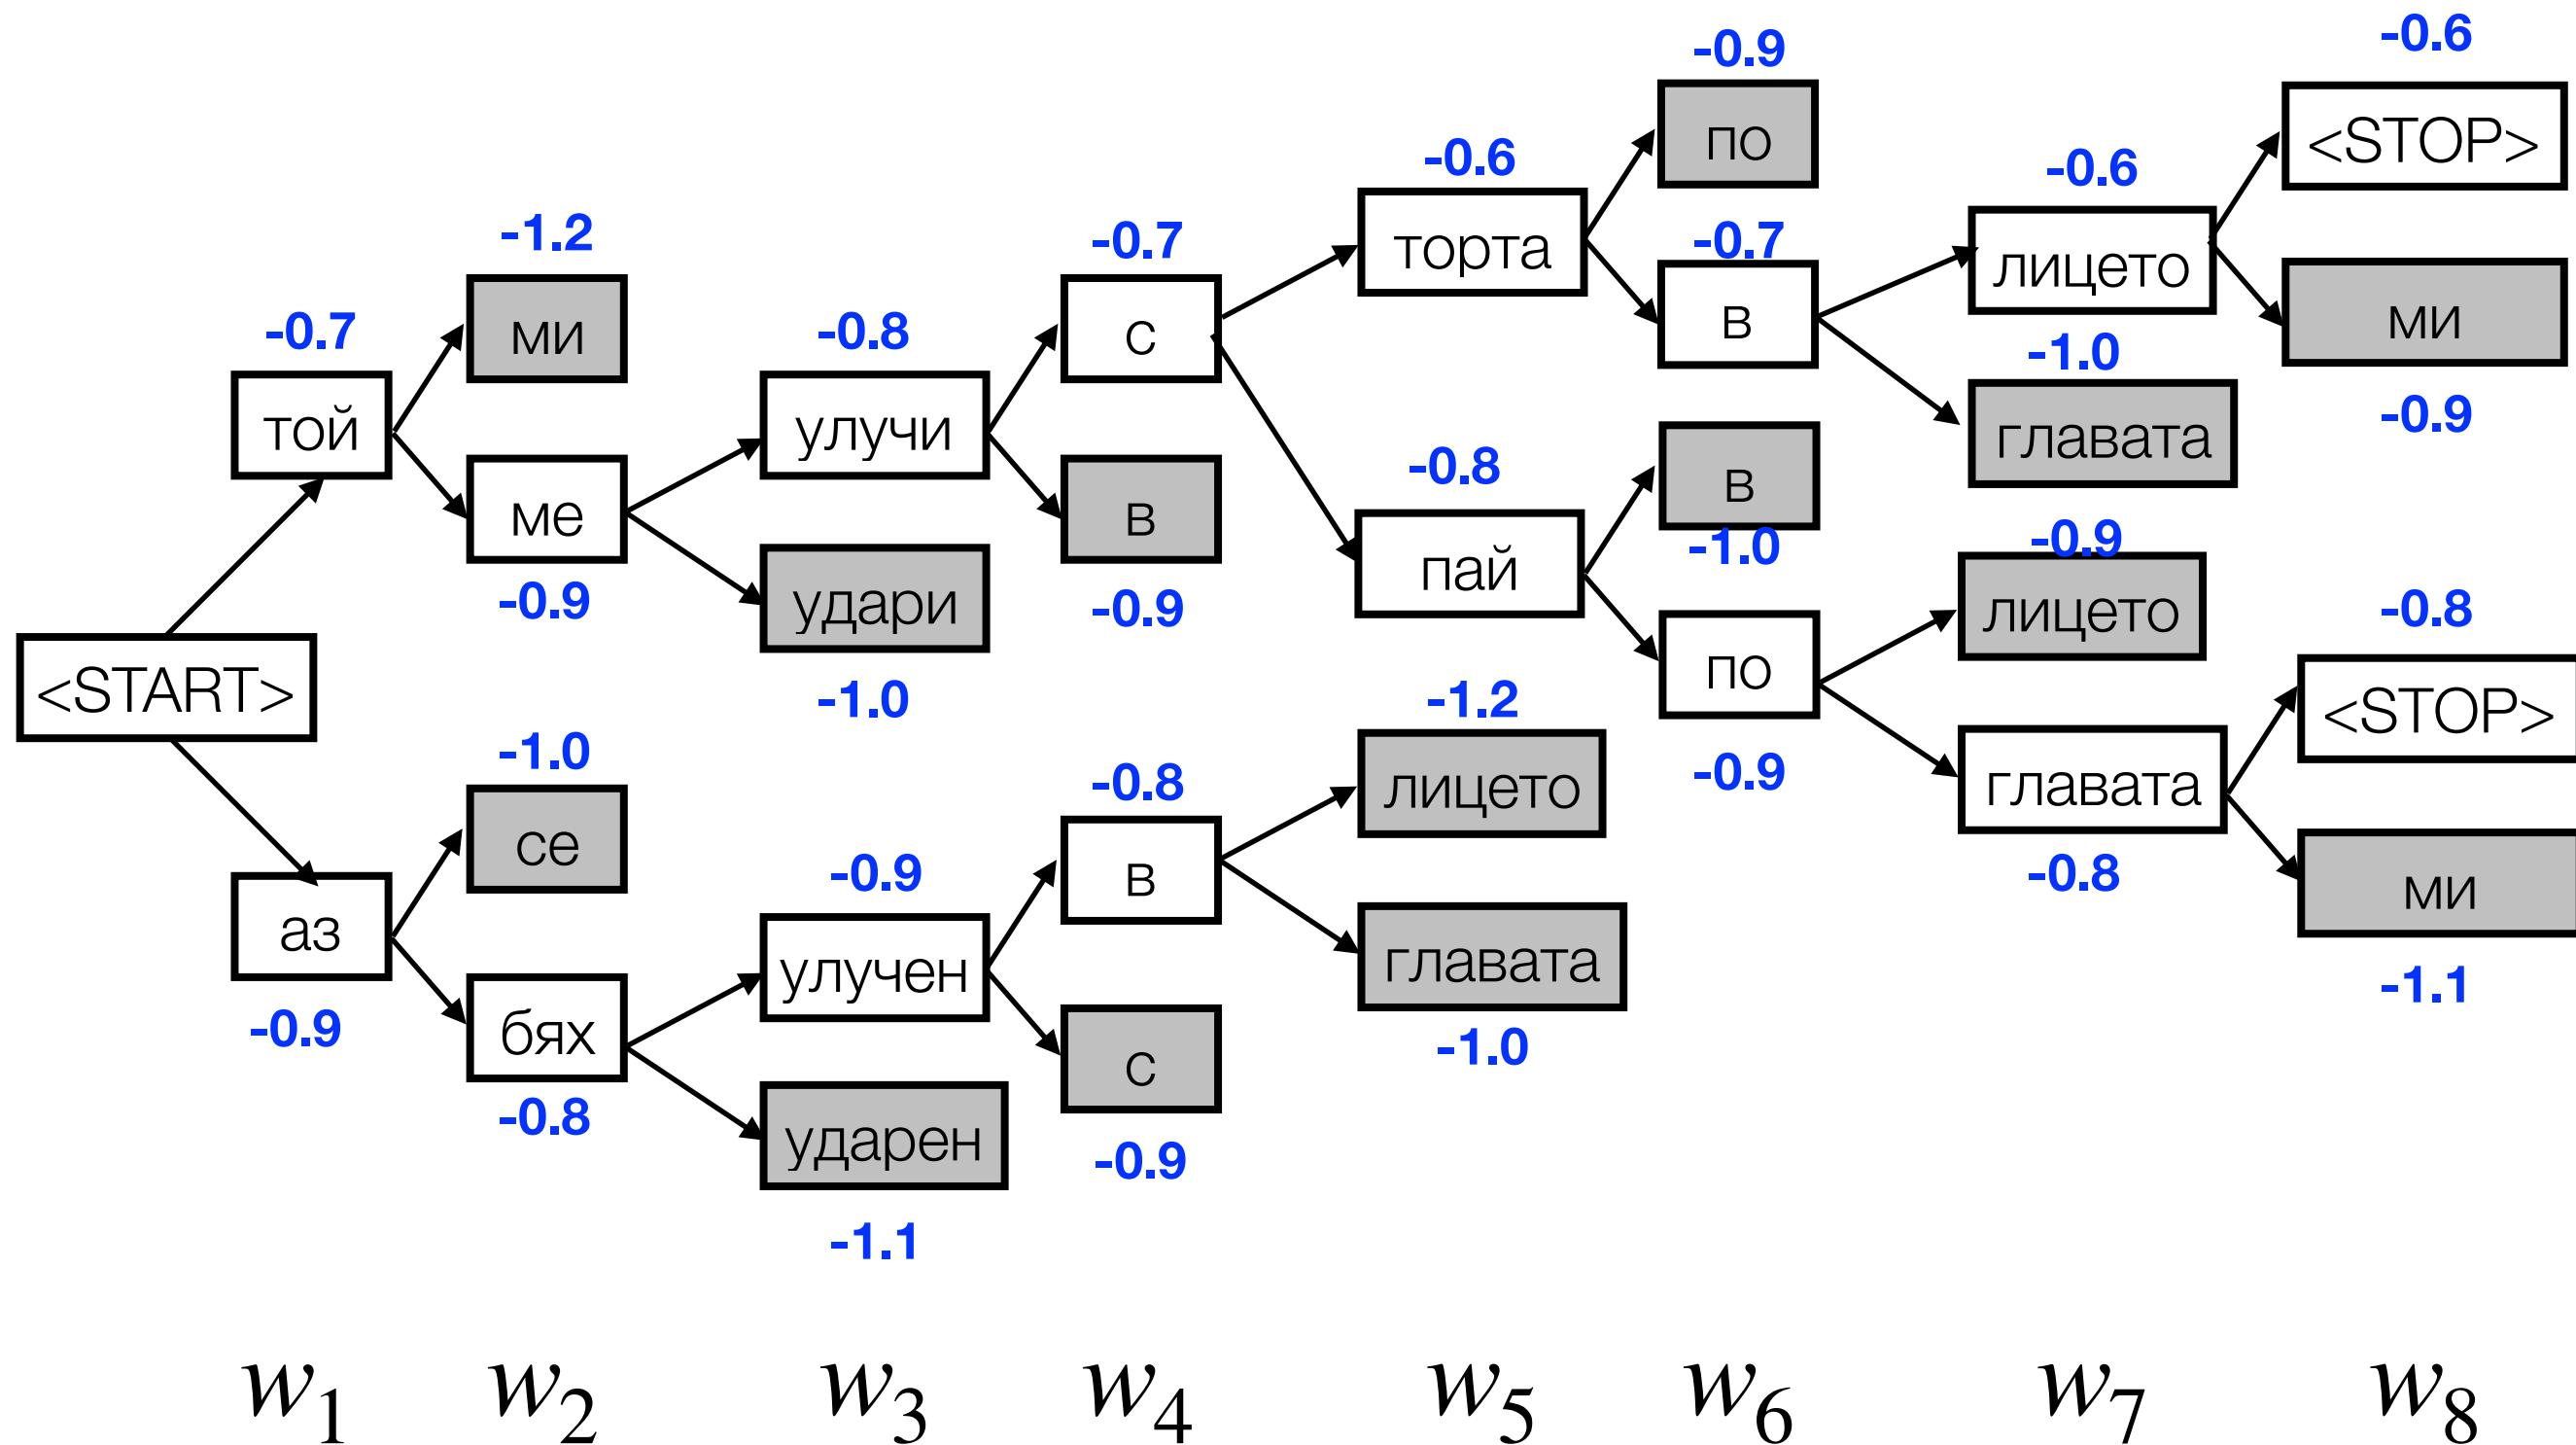 -0.6
-0.9
<STOP>
по
-0.6
-0.6
-1.2
-0.7
-0.7
торта
лицето
ми
-0.7
-0.8
ми
с
в
-1.0
той
улучи
-0.8
в
главата
-0.9
ме
в
-1.0
-0.9
пай
-0.9
удари
-0.9
лицето
-0.8
<START>
-1.0
-1.2
по
<STOP>
-1.0
-0.8
лицето
-0.9
главата
се
-0.9
в
-0.8
ми
аз
улучен
главата
-1.1
-0.9
бях
с
-1.0
-0.8
ударен
-0.9
-1.1
w1 w2 w3 w4 w5 w6 w7 w8